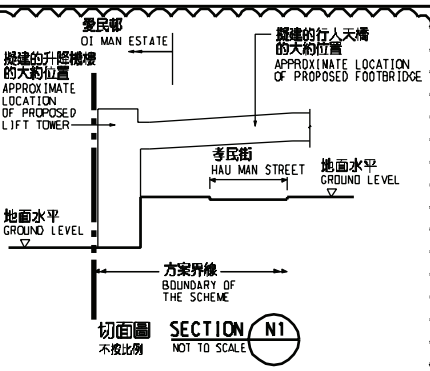 愛民邨
OI MAN ESTATE
擬建的升降機樓
的大約位置
APPROXIMATE
LOCATION
OF PROPOSED
LIFT TOWER
擬建的行人天橋
的大約位置
APPROXIMATE LOCATION
OF PROPOSED FOOTBRIDGE
孝民街
HAU MAN STREET
地面水平
GROUND LEVEL
地面水平
GROUND LEVEL
方案界線
BOUNDARY OF
THE SCHEME
切面圖 SECTION N1
不按比例 NOT TO SCALE